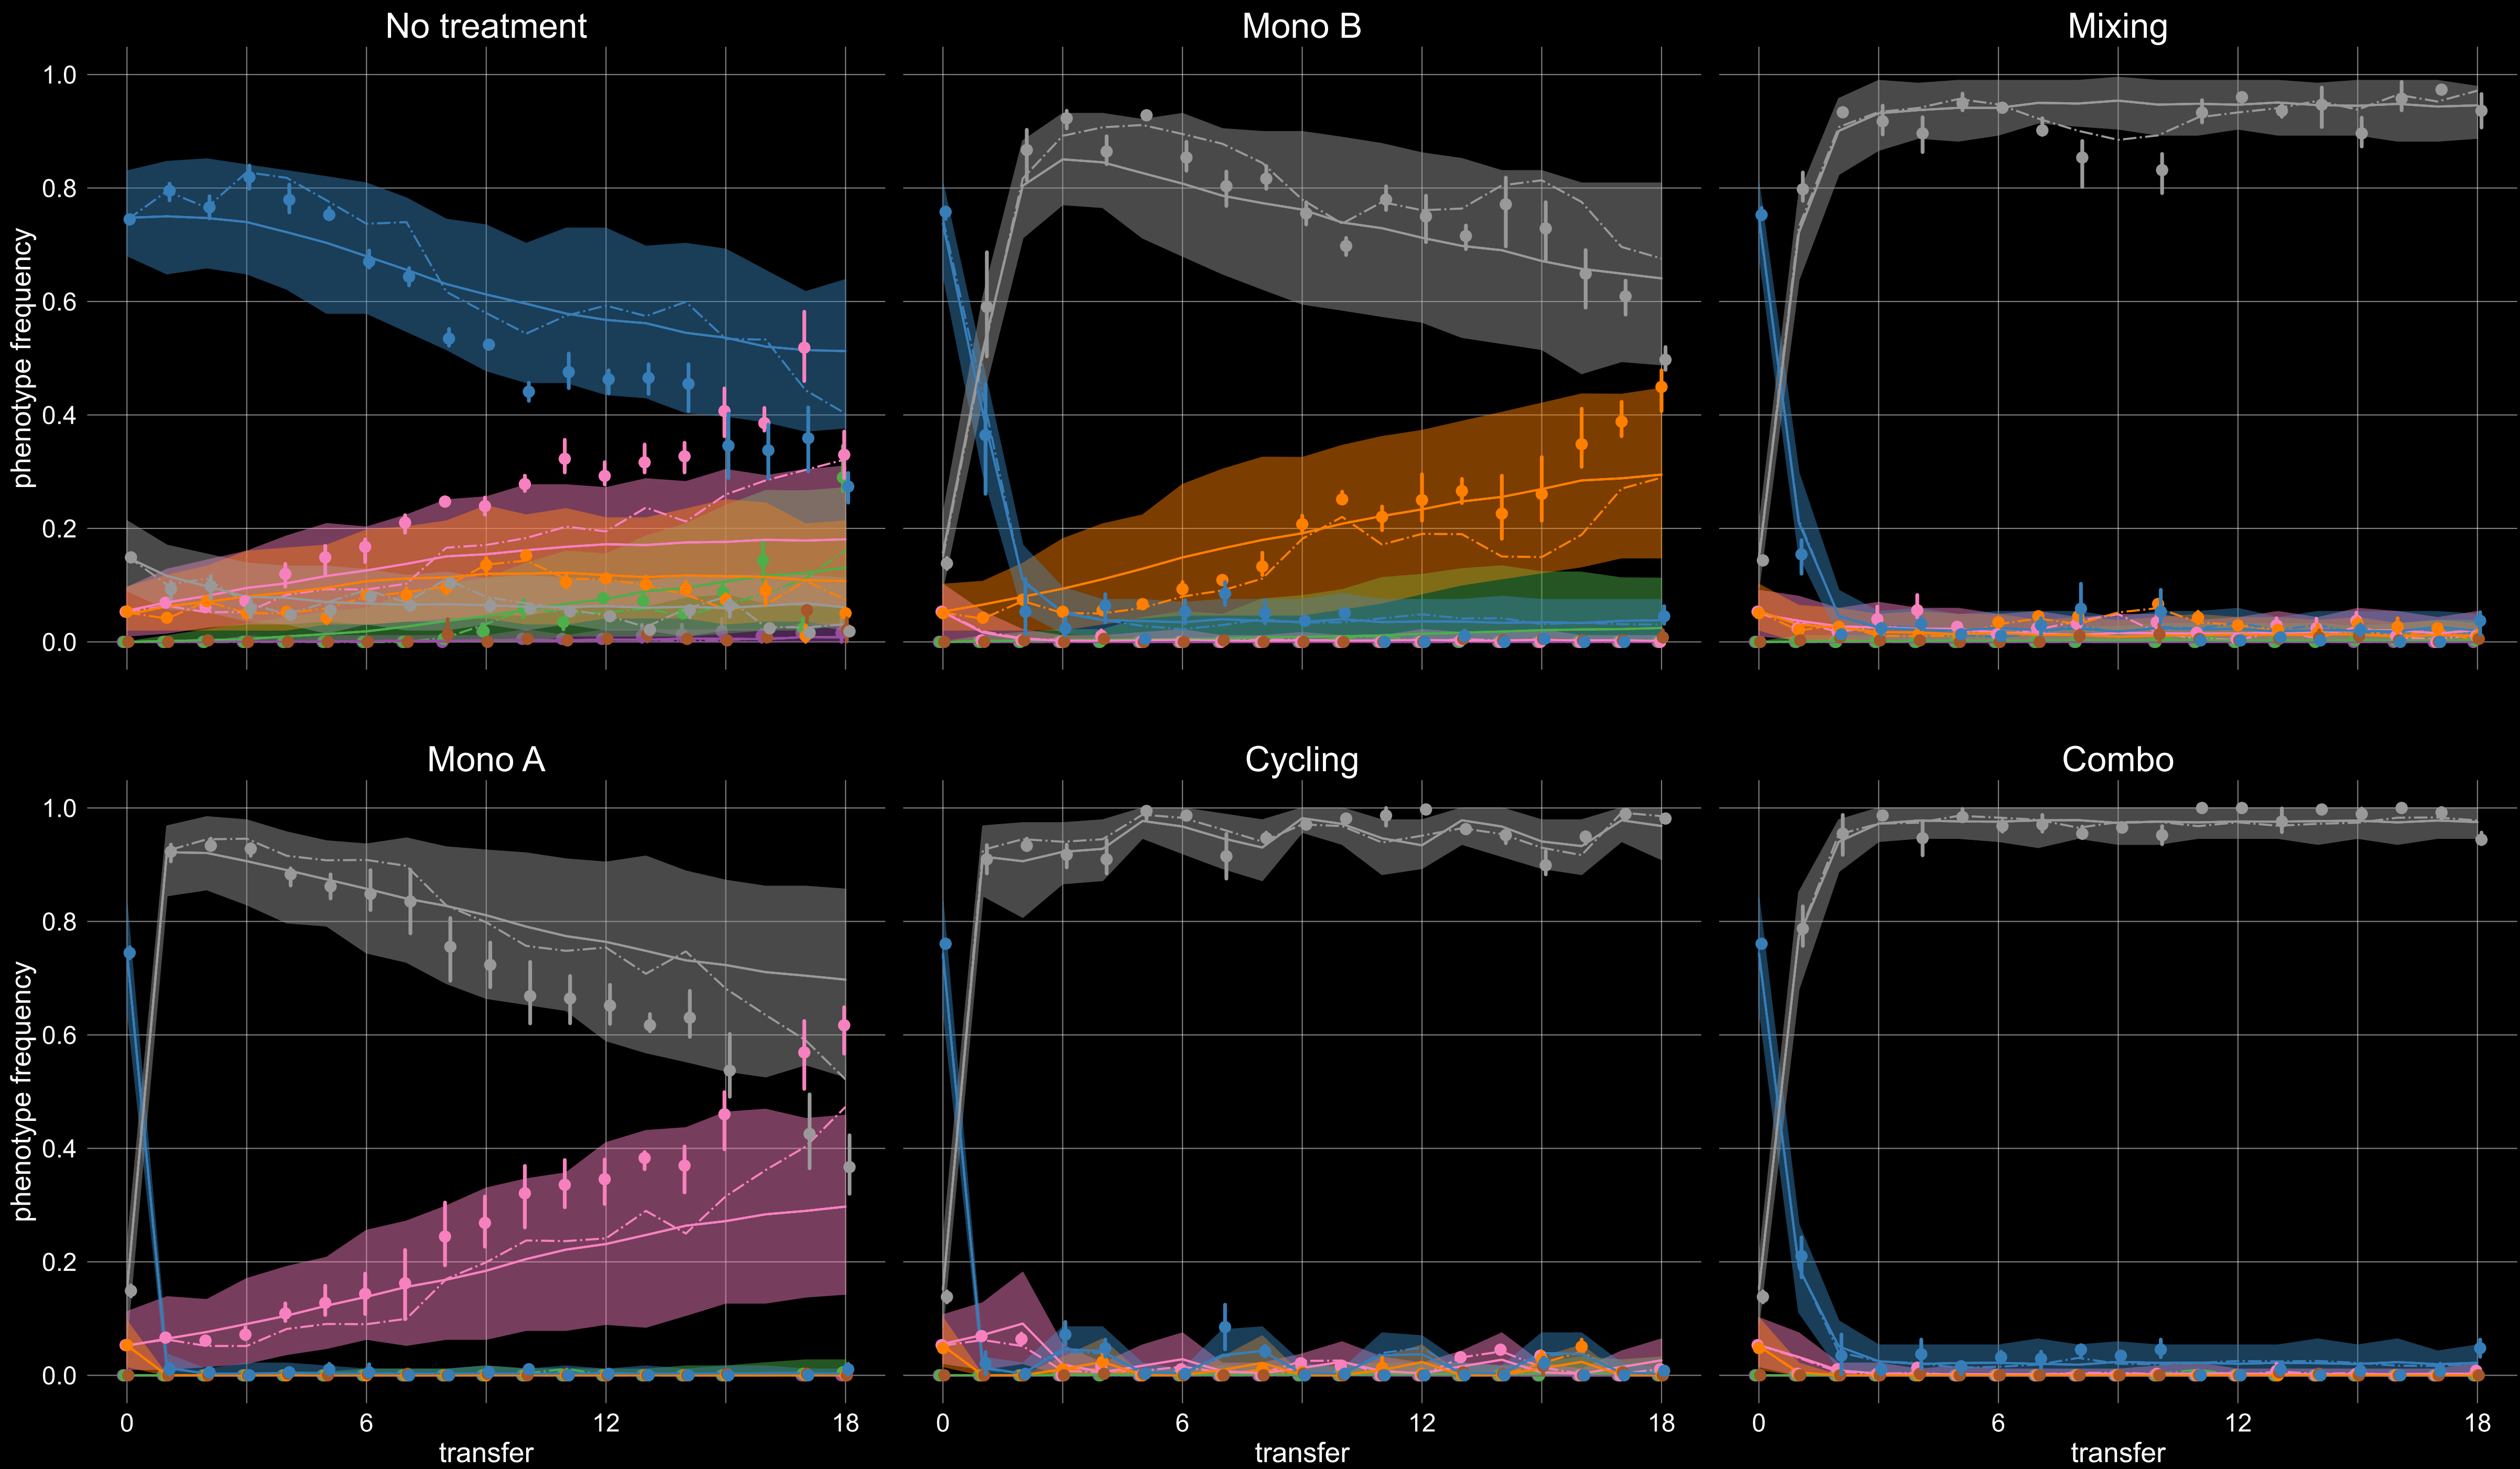 No treatment
Mono B
Mixing
phenotype frequency
1.0
0.8
0.6
0.4
0.2
0.0
Mono A
Cycling
Combo
phenotype frequency
1.0
0.8
0.6
0.4
0.2
0.0
0 6 12 18
0 6 12 18
0 6 12 18
transfer
transfer
transfer